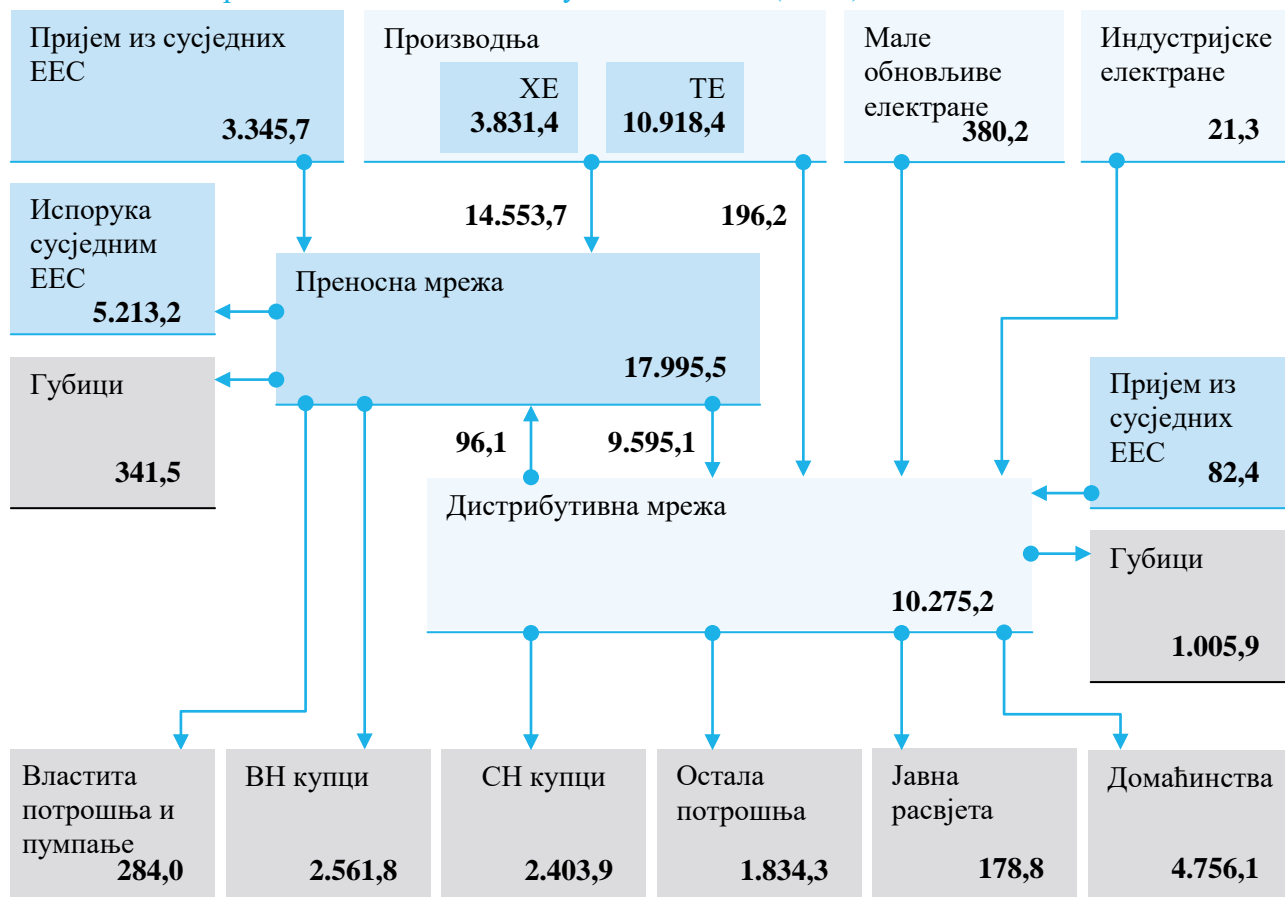 Пријем из сусједних
ЕЕС
3.345,7
Производња
ХЕ
3.831,4
ТЕ
10.918,4
Мале
обновљиве
електране
380,2
Индустријске
електране
21,3
14.553,7
196,2
Испорука
сусједним
ЕЕС
5.213,2
Преносна мрежа
17.995,5
Губици
341,5
96,1
9.595,1
Пријем из
сусједних
ЕЕС
82,4
Дистрибутивна мрежа
10.275,2
Губици
1.005,9
Властита
потрошња и
пумпање
284,0
ВН купци
2.561,8
СН купци
2.403,9
Остала
потрошња
1.834,3
Јавна
расвјета
178,8
Домаћинства
4.756,1